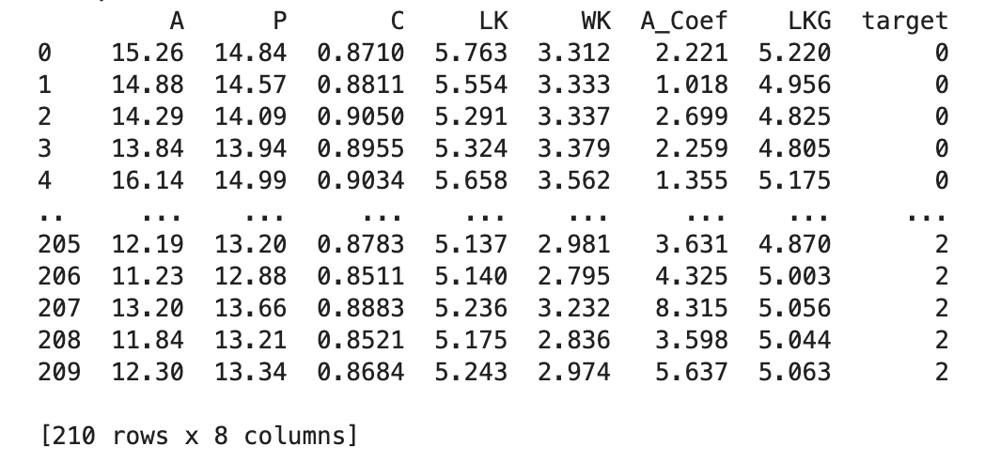 A P C LK WK A_Coef LKG target
0 15.26 14.84 0.8710 5.763 3.312 2.221 5.220 0
1 14.88 14.57 0.8811 5.554 3.333 1.018 4.956 0
2 14.29 14.09 0.9050 5.291 3.337 2.699 4.825 0
3 13.84 13.94 0.8955 5.324 3.379 2.259 4.805 0
4 16.14 14.99 0.9034 5.658 3.562 1.355 5.175 0
.. ... ... ... ... ... ... ... ...
205 12.19 13.20 0.8783 5.137 2.981 3.631 4.870 2
206 11.23 12.88 0.8511 5.140 2.795 4.325 5.003 2
207 13.20 13.66 0.8883 5.236 3.232 8.315 5.056 2
208 11.84 13.21 0.8521 5.175 2.836 3.598 5.044 2
209 12.30 13.34 0.8684 5.243 2.974 5.637 5.063 2
[210 rows x 8 columns]